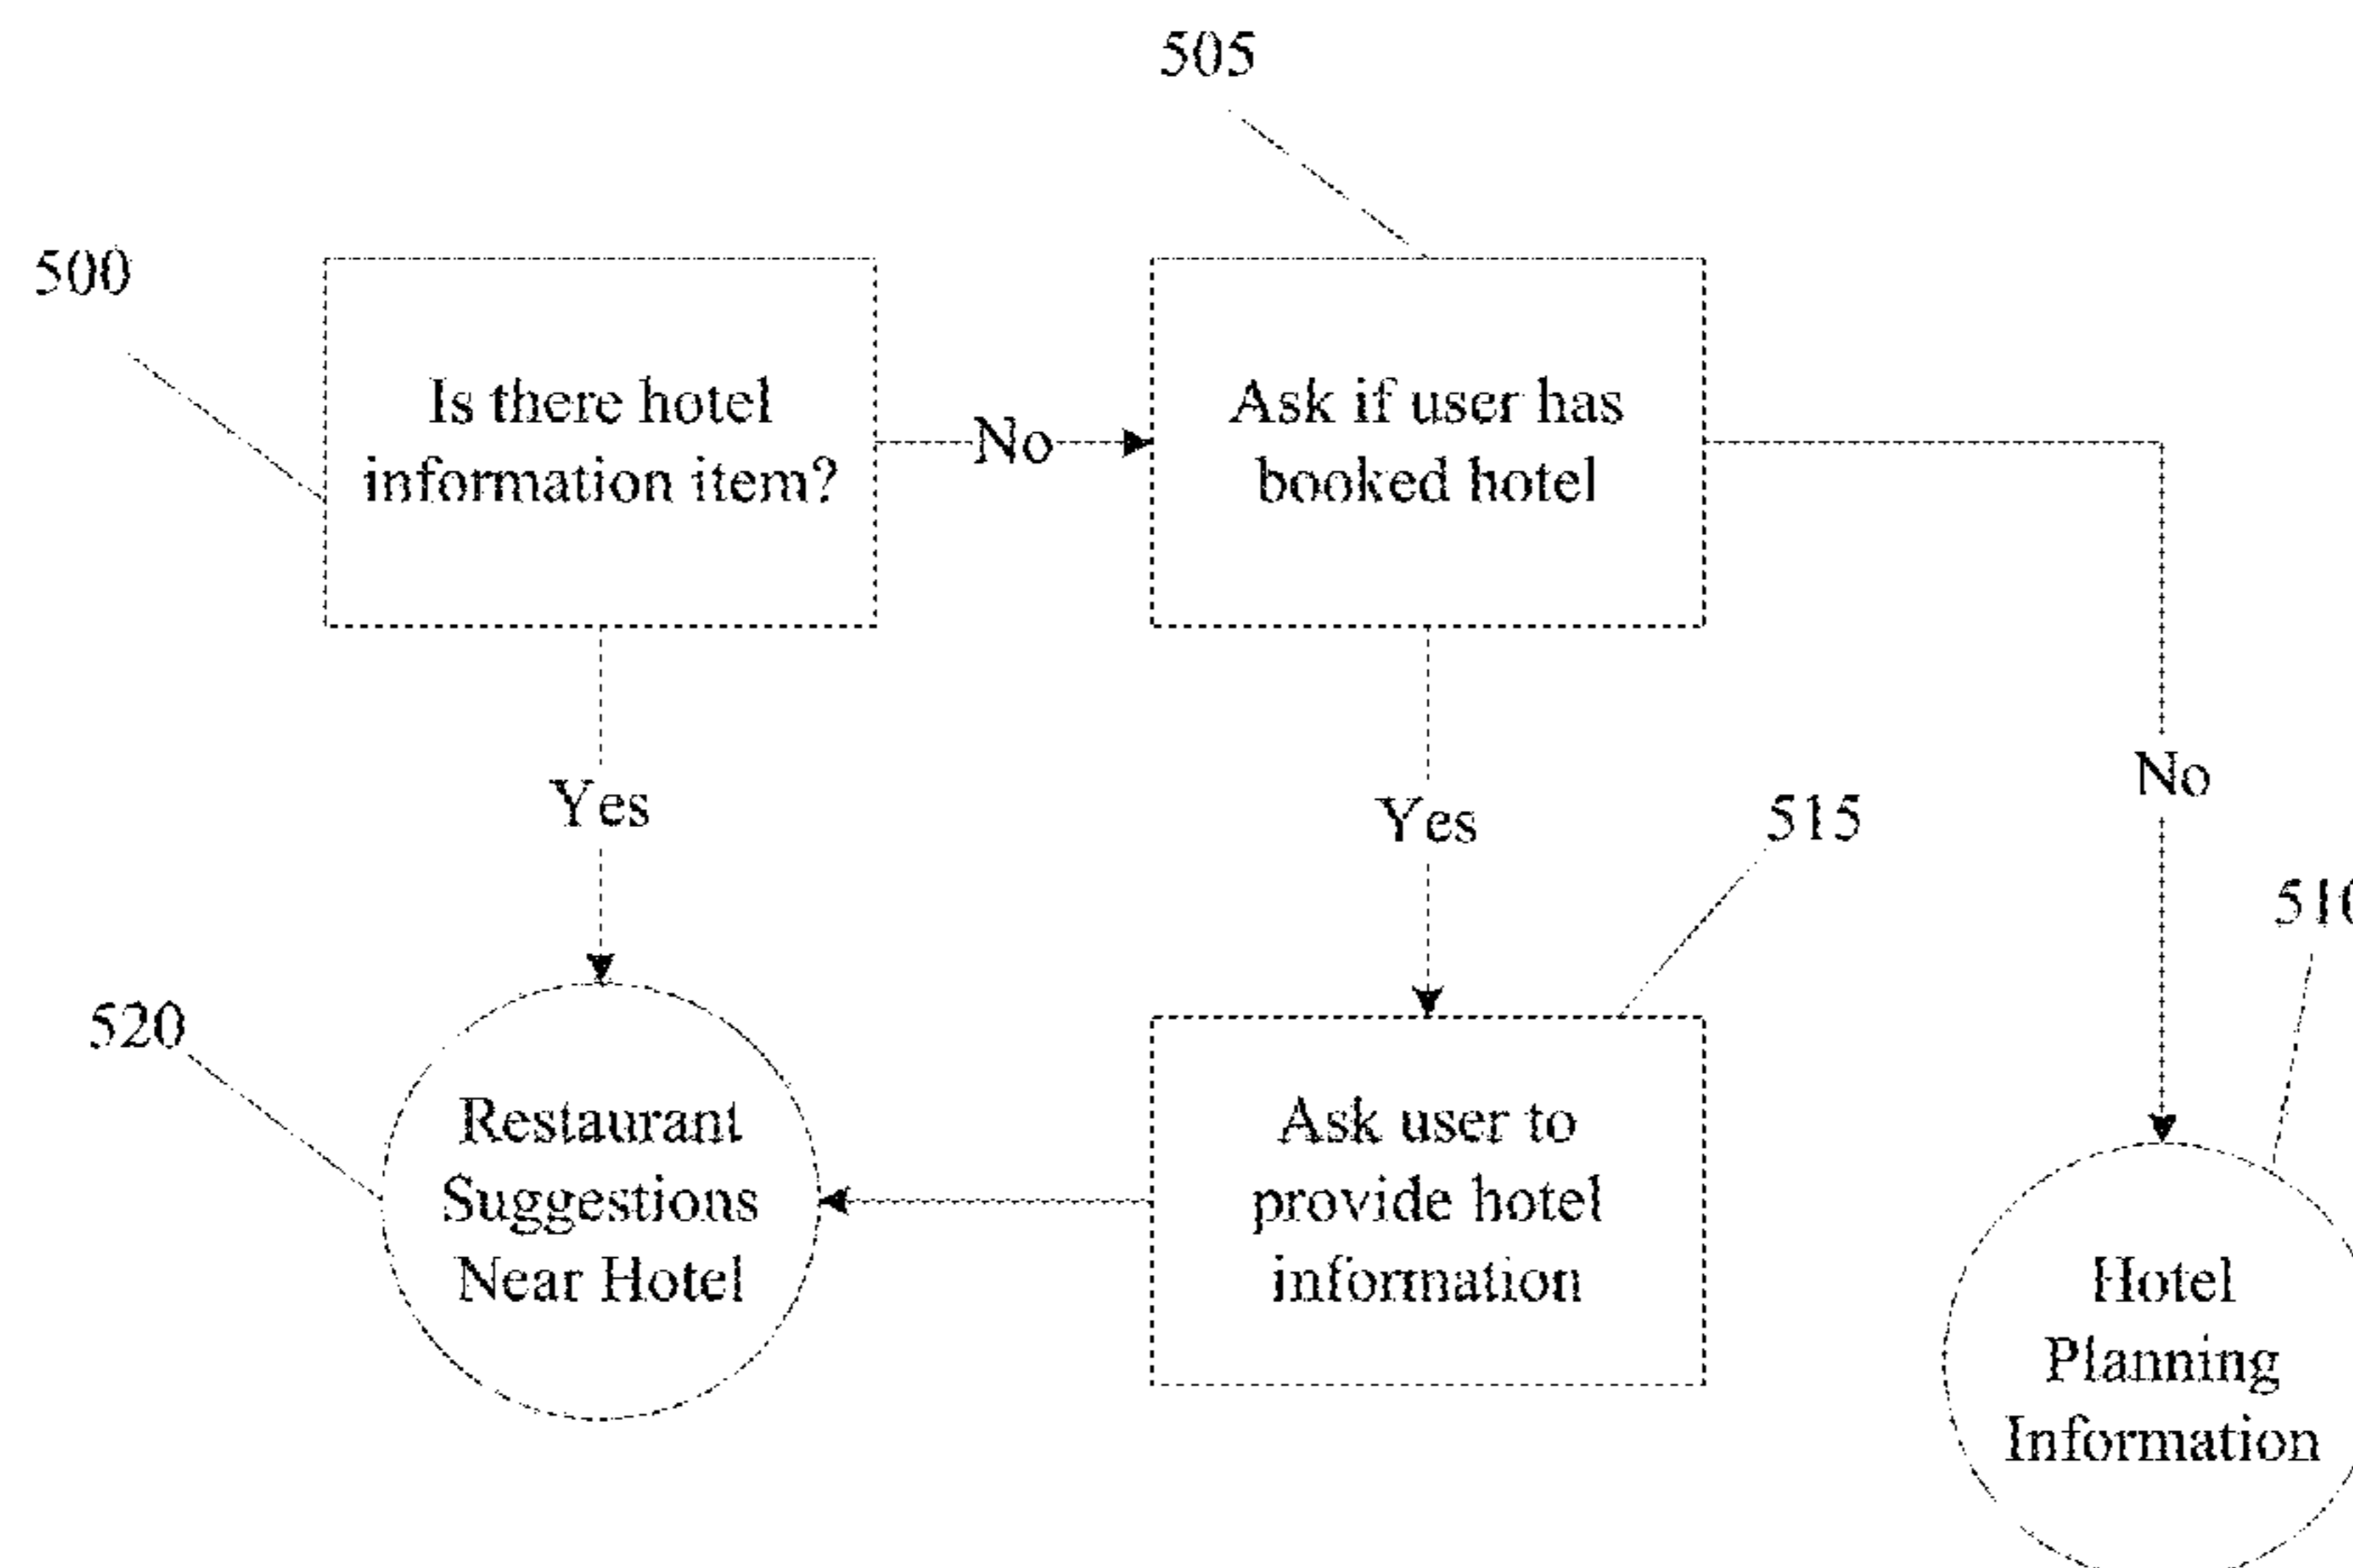 505
500
Is there hotel
information item?
No
Ask if user has
booked hotel
Yes
Yes
No
515
510
520
Restaurant
Suggestions
Near Hotel
Ask user to
provide hotel
information
Hotel
Planning
Information